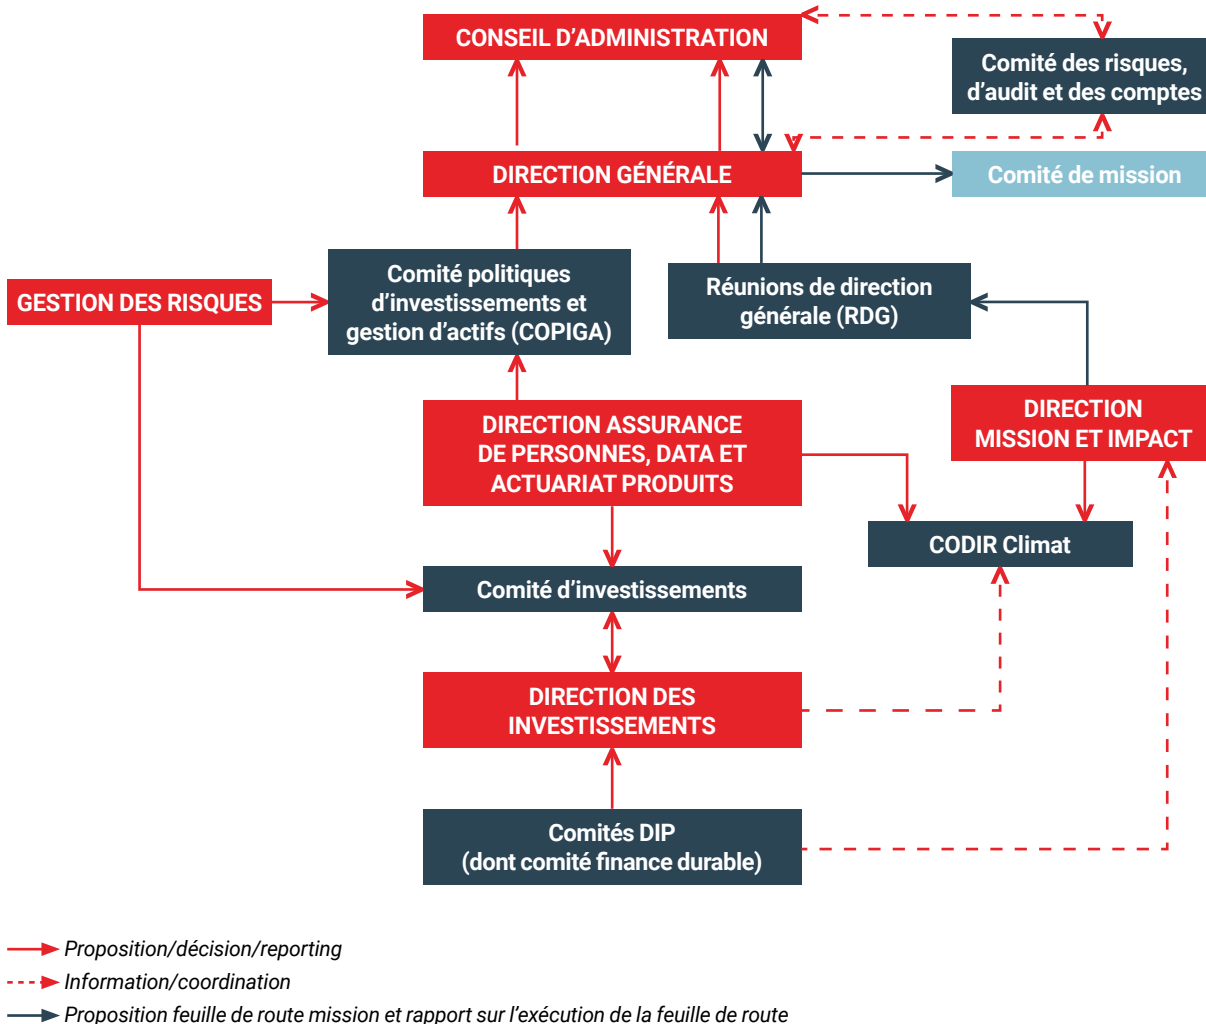 CONSEIL D’ADMINISTRATION
Comité des risques,
d’audit et des comptes
DIRECTION GÉNÉRALE
Comité de mission
GESTION DES RISQUES
Comité politiques
d’investissements et
gestion d’actifs (COPIGA)
Réunions de direction
générale (RDG)
DIRECTION ASSURANCE
DE PERSONNES, DATA ET
ACTUARIAT PRODUITS
DIRECTION
MISSION ET IMPACT
CODIR Climat
Comité d’investissements
DIRECTION DES
INVESTISSEMENTS
Comités DIP
(dont comité finance durable)
Proposition/décision/reporting
Information/coordination
Proposition feuille de route mission et rapport sur l’exécution de la feuille de route